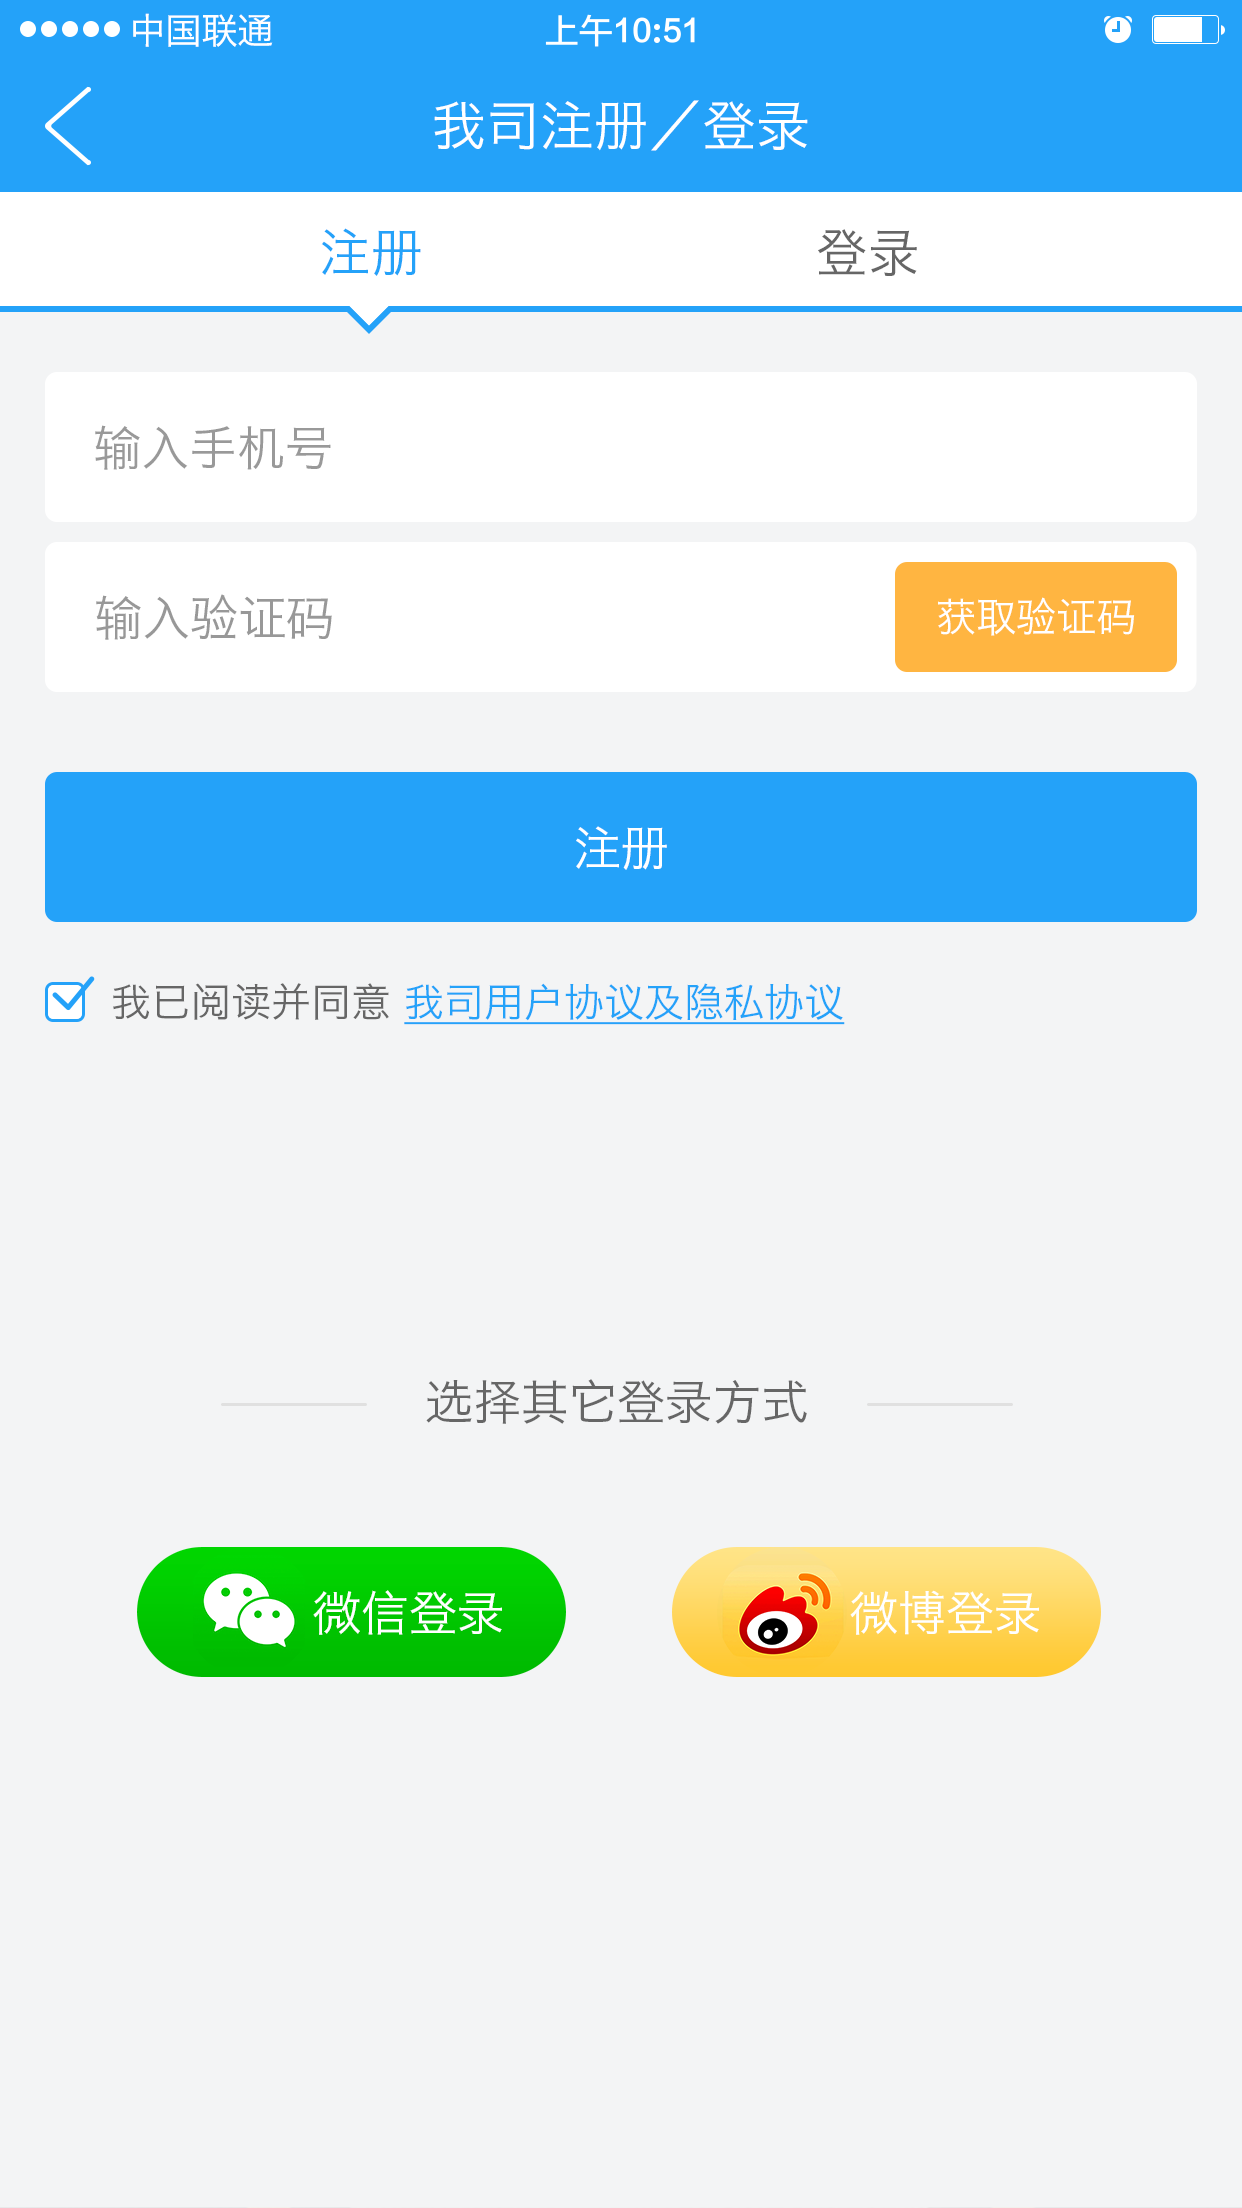 中国联通 上午10:51
我司注册／登录
注册 登录
输入手机号
输入验证码 获取验证码
注册
我已阅读并同意 我司用户协议及隐私协议
选择其它登录方式
微信登录 微博登录